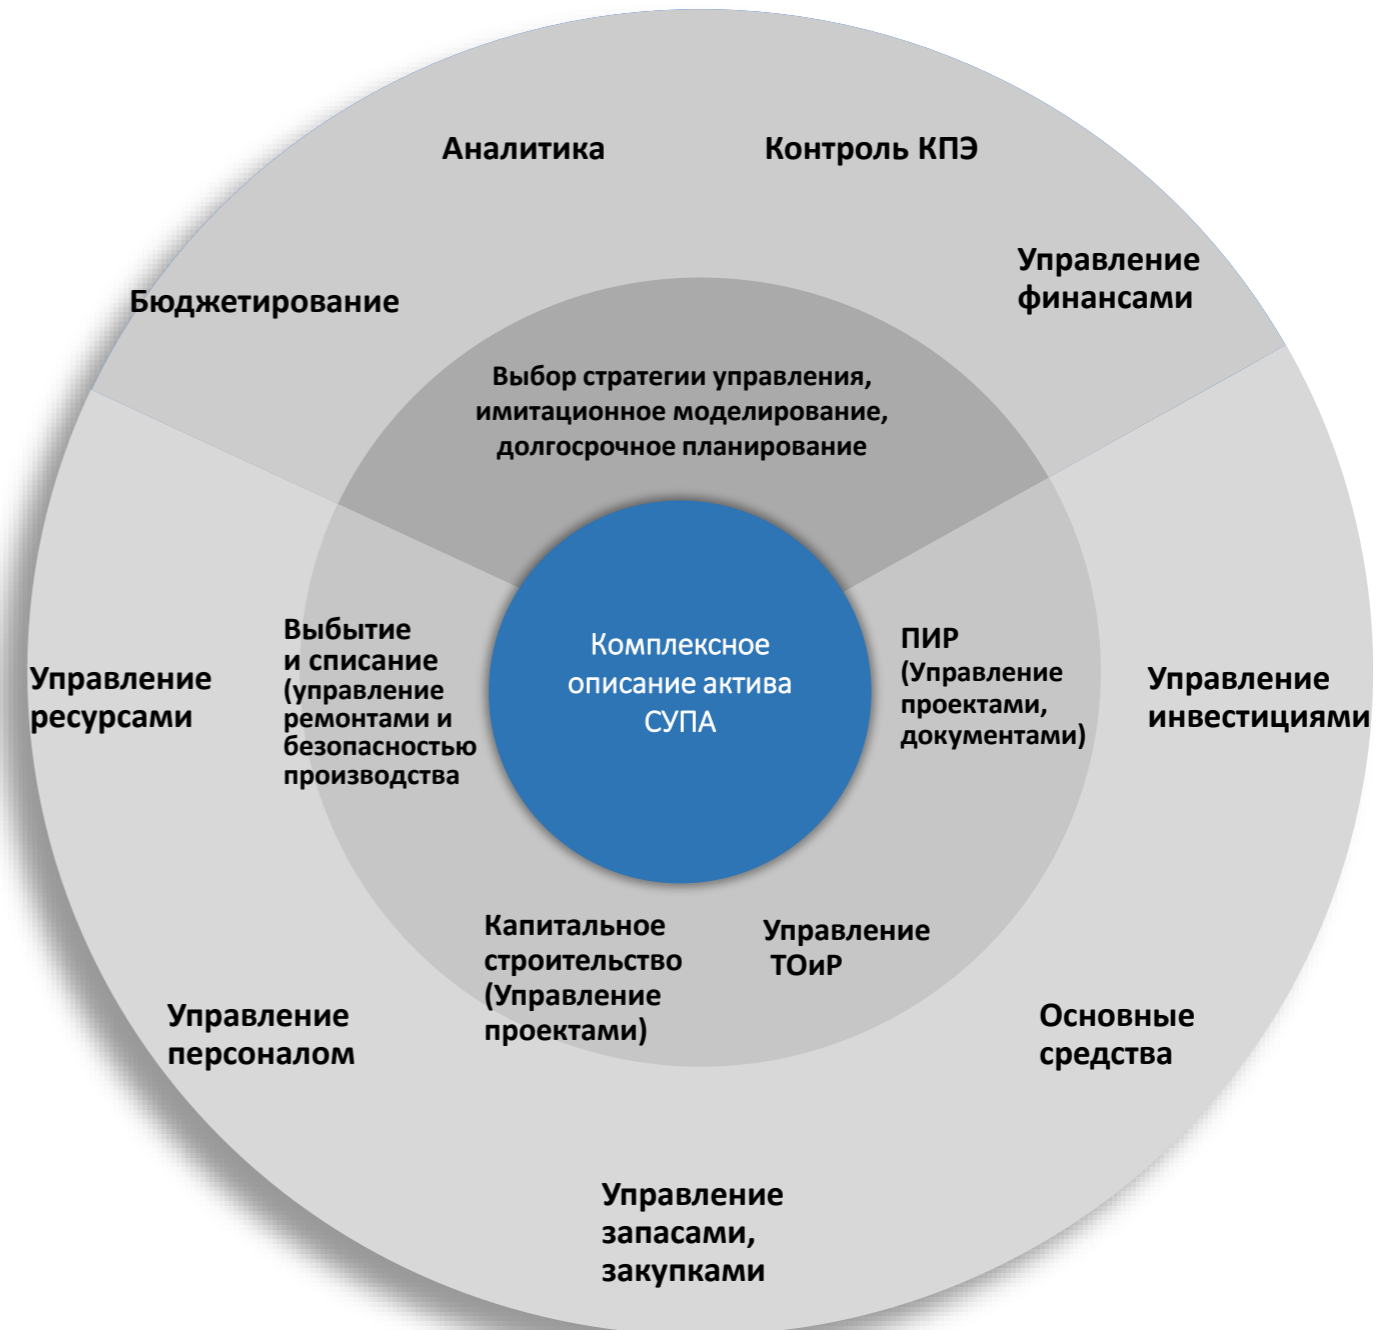 Аналитика
Контроль КПЭ
Управление
финансами
Бюджетирование
Выбор стратегии управления,
имитационное моделирование,
долгосрочное планирование
Комплексное
описание актива
СУПА
Выбытие
и списание
(управление
ремонтами и
безопасностью
производства
ПИР
(Управление
проектами,
документами)
Управление
ресурсами
Управление
инвестициями
Капитальное
строительство
(Управление
проектами)
Управление
ТОиР
Управление
персоналом
Основные
средства
Управление
запасами,
закупками